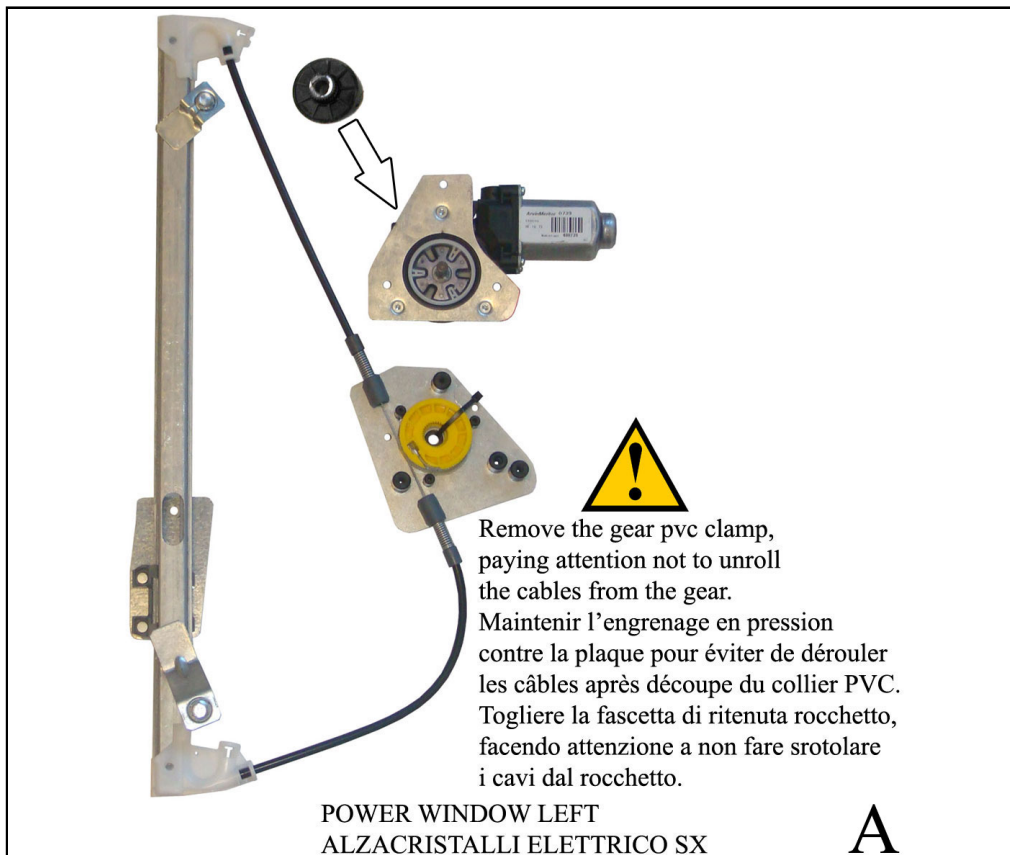 Remove the gear pvc clamp,
paying attention not to unroll
the cables from the gear.
Maintenir l’engrenage en pression
contre la plaque pour éviter de dérouler
les câbles après découpe du collier PVC.
Togliere la fascetta di ritenuta rocchetto,
facendo attenzione a non fare srotolare
i cavi dal rocchetto.
POWER WINDOW LEFT
ALZACRISTALLI ELETTRICO SX
A